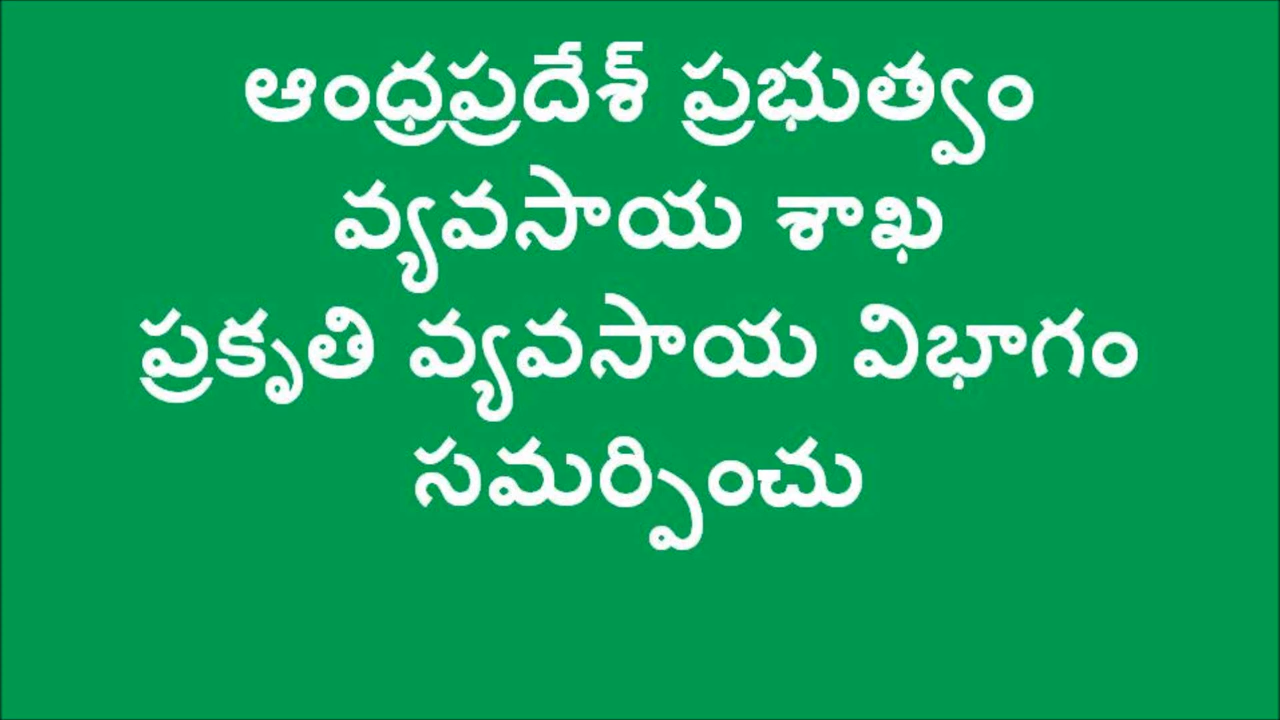 ఆంధ్రప్రదేశ్ ప్రభుత్వం
వ్యవసాయ శాఖ
ప్రకృతి వ్యవసాయ విభాగం
సమర్పించు